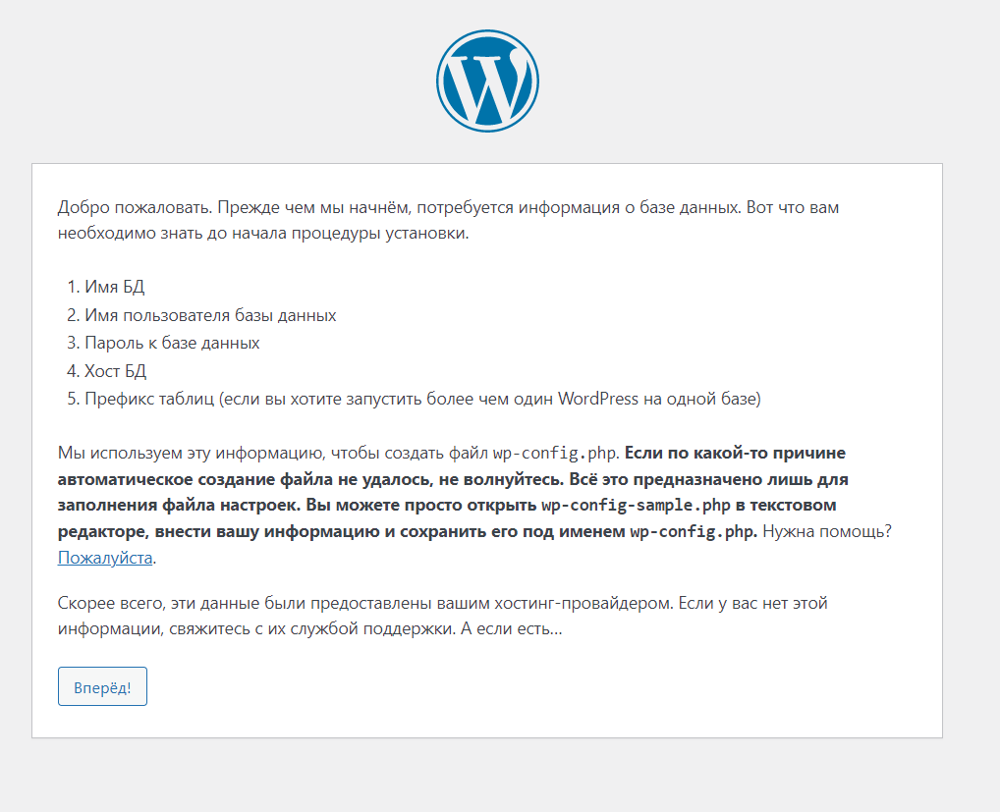 Добро пожаловать. Прежде чем мы начнём, потребуется информация о базе данных. Вот что вам
необходимо знать до начала процедуры установки.
1. Имя БД
2. Имя пользователя базы данных
3. Пароль к базе данных
4. Хост БД
5. Префикс таблиц (если вы хотите запустить более чем один WordPress на одной базе)
Мы используем эту информацию, чтобы создать файл wp-config.php. Если по какой-то причине
автоматическое создание файла не удалось, не волнуйтесь. Всё это предназначено лишь для
заполнения файла настроек. Вы можете просто открыть wp-config-sample.php в текстовом
редакторе, внести вашу информацию и сохранить его под именем wp-config.php. Нужна помощь?
Пожалуйста.
Скорее всего, эти данные были предоставлены вашим хостинг-провайдером. Если у вас нет этой
информации, свяжитесь с их службой поддержки. А если есть…
Вперёд!